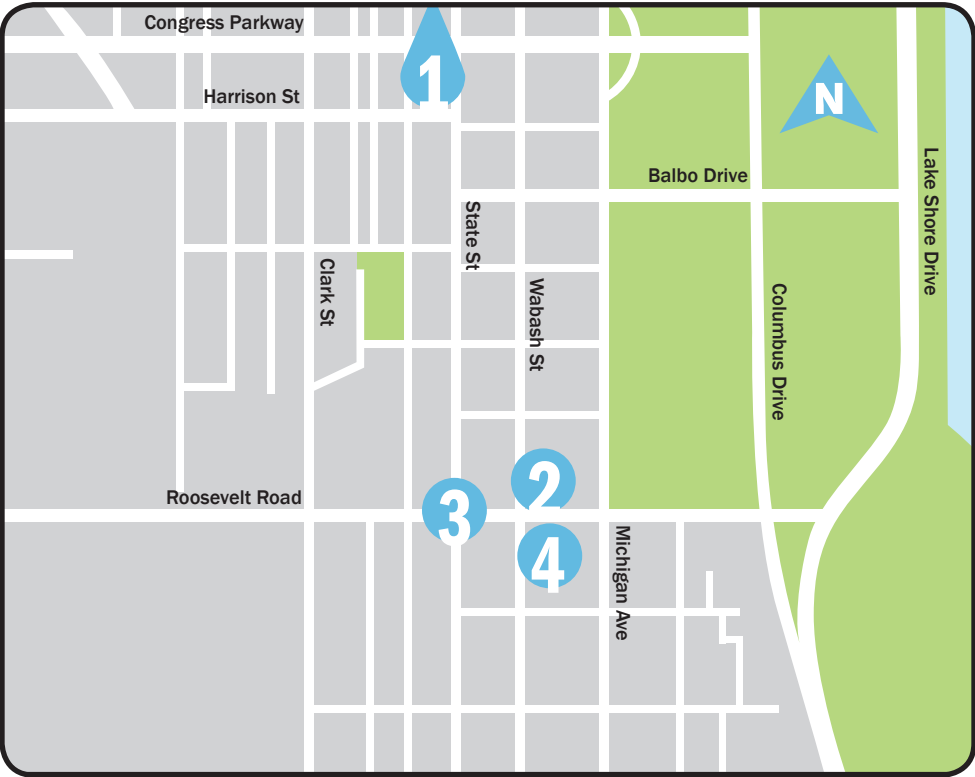 Congress Parkway
1
Harrison St
N
Balbo Drive
Lake Shore Drive
State St
Clark St
Wabash St
Columbus Drive
Roosevelt Road
2
3
4
Michigan Ave